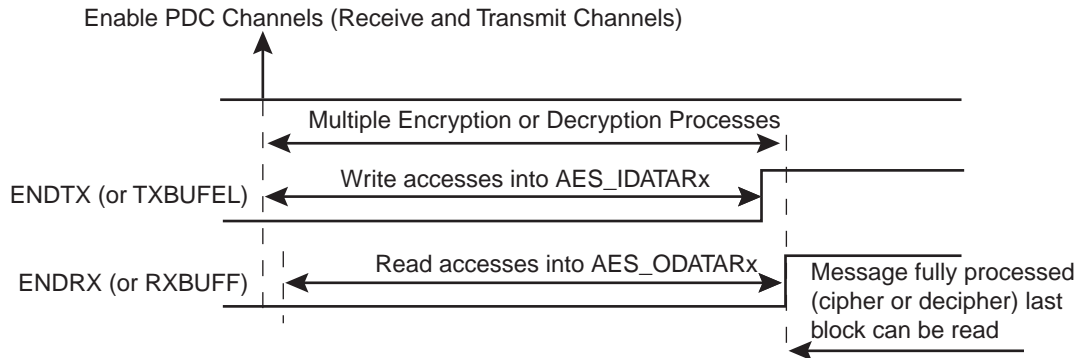 Enable PDC Channels (Receive and Transmit Channels)
Multiple Encryption or Decryption Processes
Write accesses into AES_IDATARx
ENDTX (or TXBUFEL)
Read accesses into AES_ODATARx
ENDRX (or RXBUFF)
Message fully processed
(cipher or decipher) last
block can be read